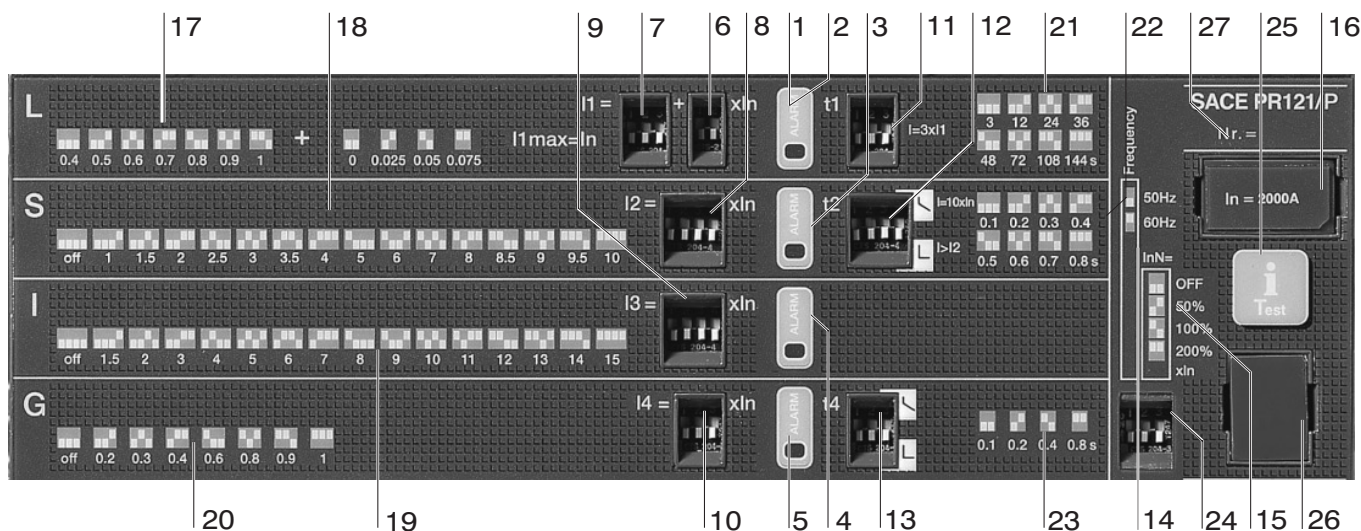 17 18 9 7 6 8 1 2 3 11 12 21 22 27 25 16
L I1 = + xIn ALARM t1 SACE PR121/P
I1max=In I=3xI1 3 12 24 36 Frequency Nr. =
0.4 0.5 0.6 0.7 0.8 0.9 1 + 0 0.025 0.05 0.075 48 72 108 144 s
S I2 = xIn ALARM t2 I=10xIn 50Hz In = 2000A
0.1 0.2 0.3 0.4 60Hz
204-4 204-4 I>I2
off 1 1.5 2 2.5 3 3.5 4 5 6 7 8 8.5 9 9.5 10 0.5 0.6 0.7 0.8 s InN=
I I3 = xIn ALARM OFF i
50% Test
100%
204-4
off 1.5 2 3 4 5 6 7 8 9 10 11 12 13 14 15 200%
xIn
G I4 = xIn ALARM t4
off 0.2 0.3 0.4 0.6 0.8 0.9 1 0.1 0.2 0.4 0.8 s
20 19 10 5 4 13 23 14 24 15 26